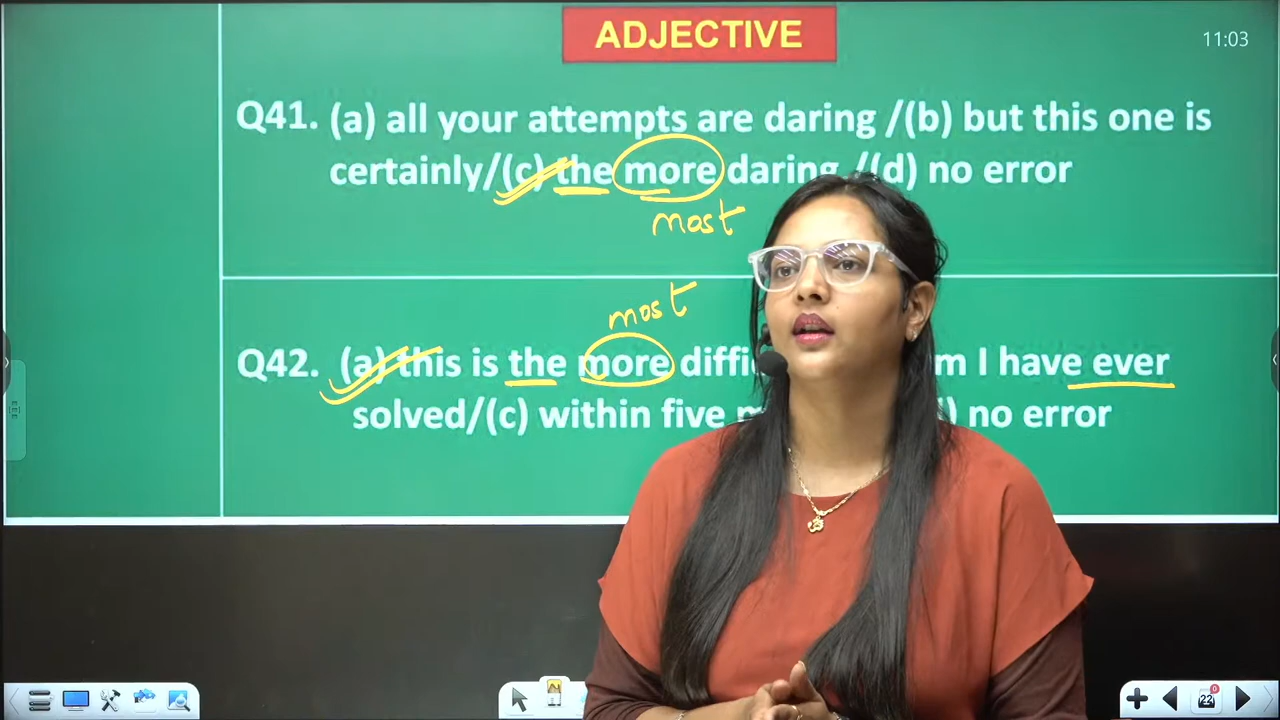 ADJECTIVE
11:03
Q41. (a) all your attempts are daring /(b) but this one is
certainly/(c) the more daring /(d) no error
most
most
Q42. (a) this is the more I have ever
solved/(c) within five no error
22